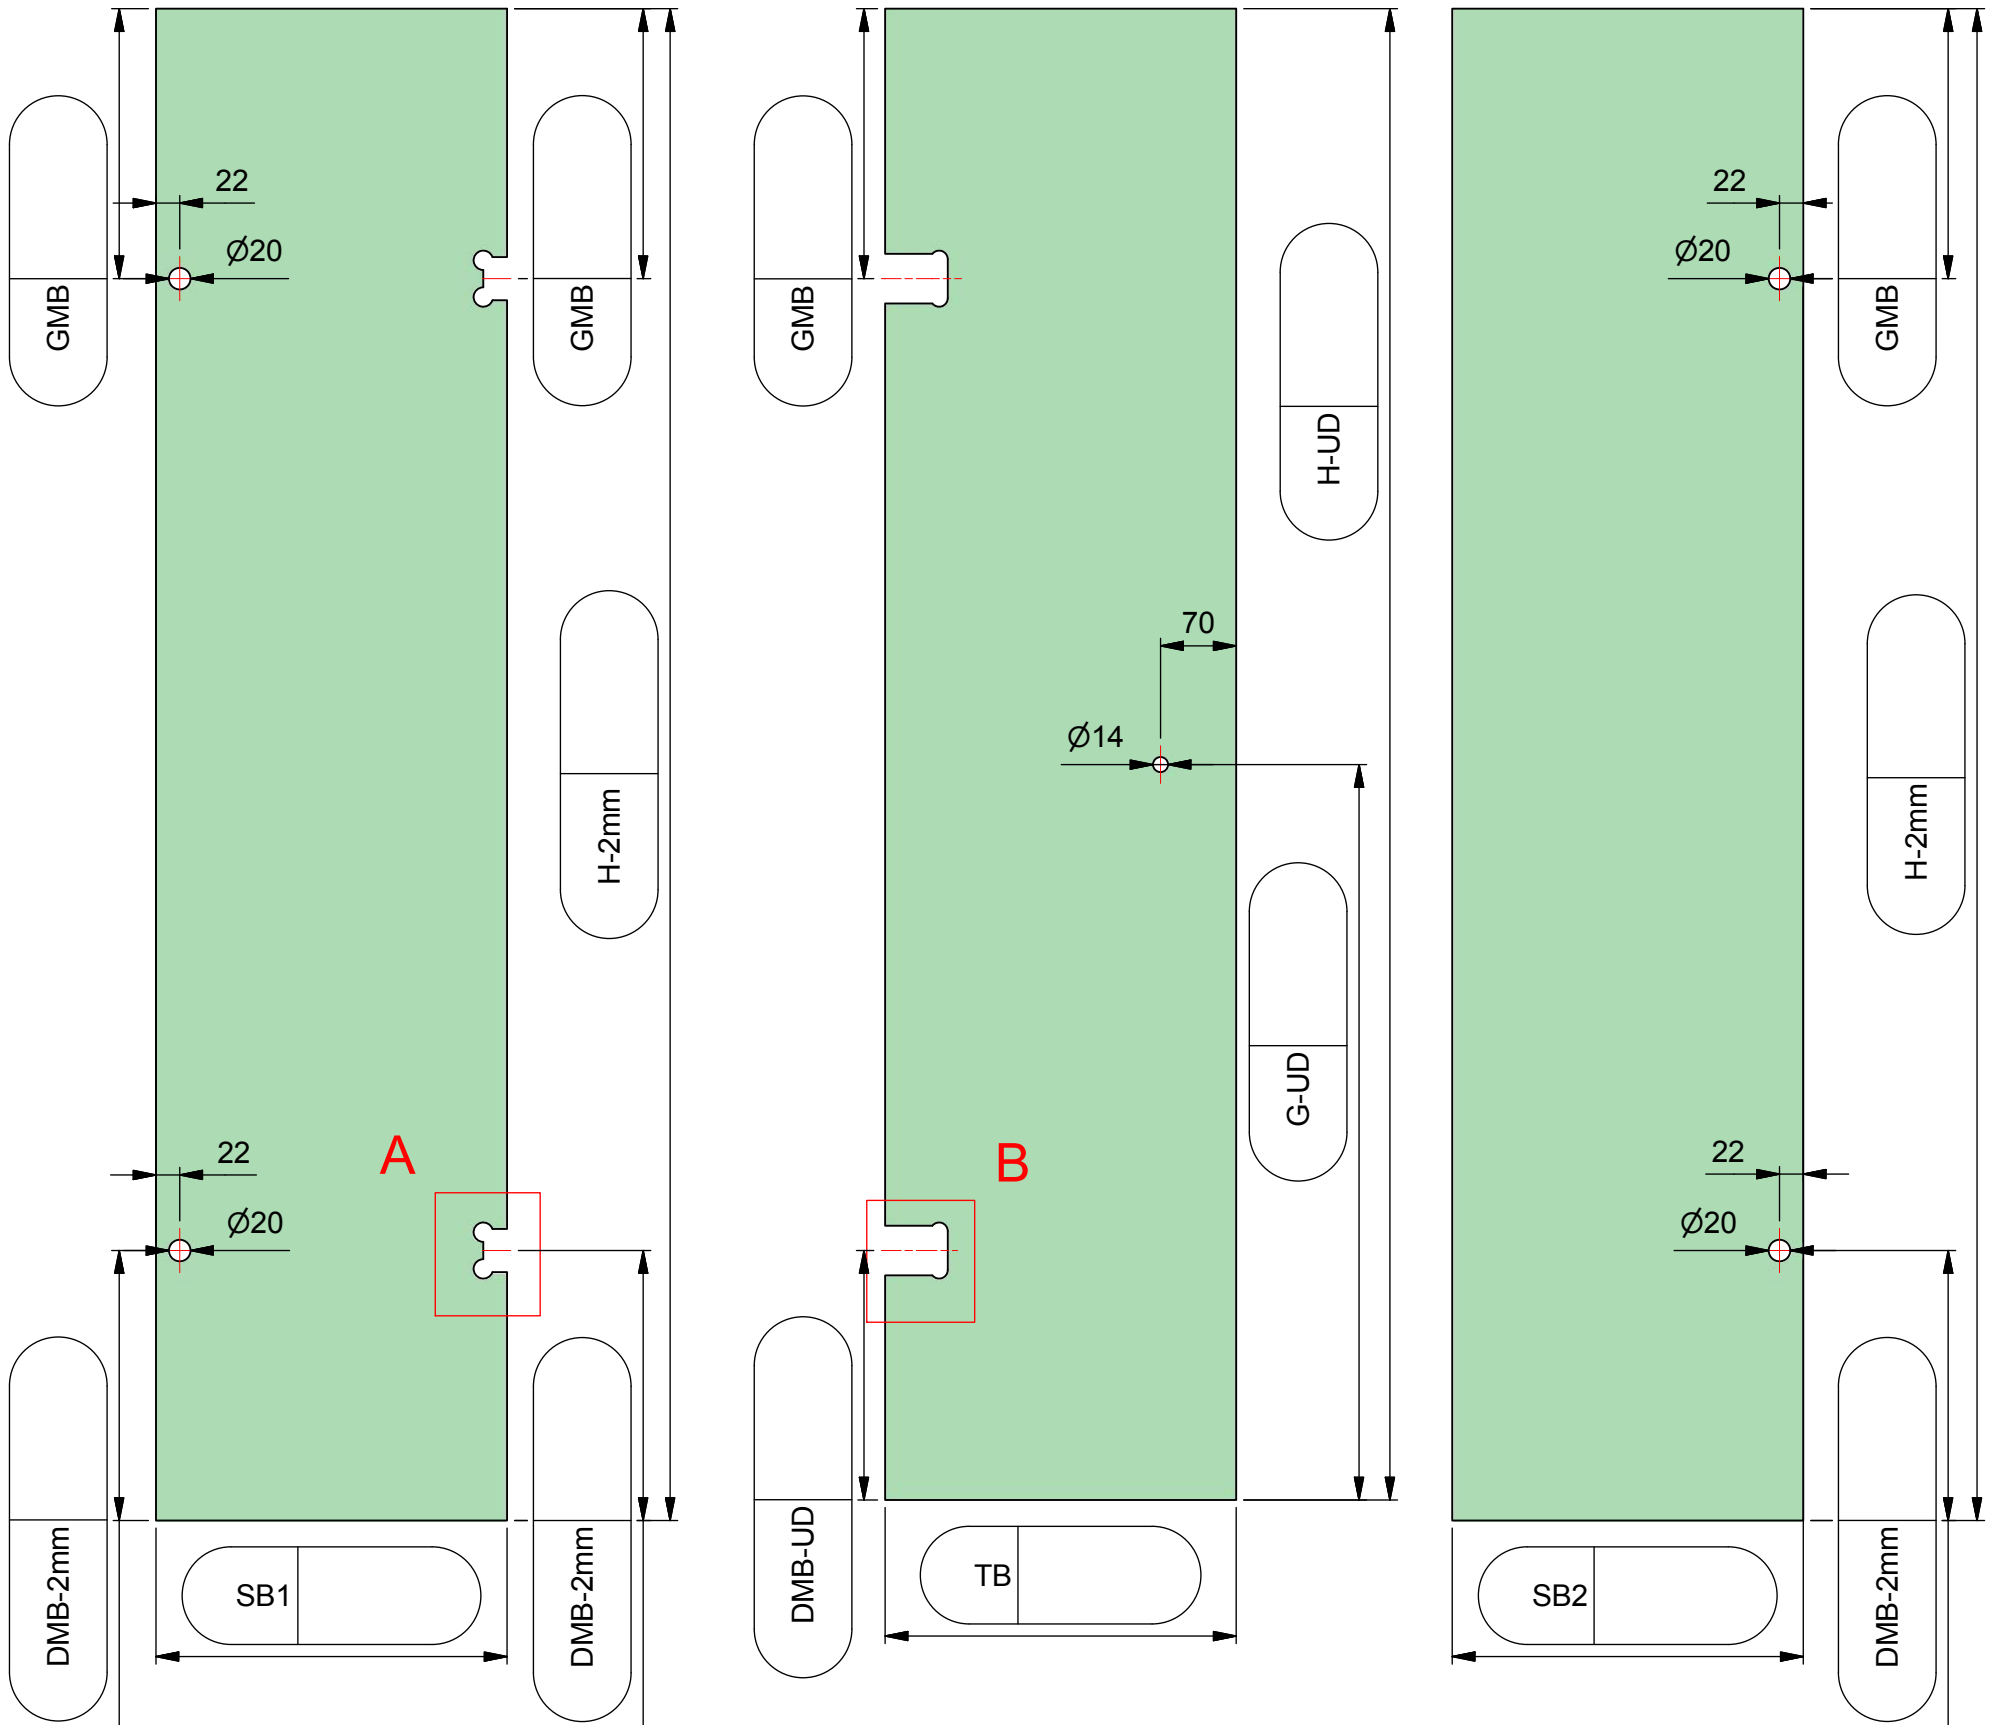 22
Ø20
GMB
GMB
H-2mm
22
Ø20
A
DMB-2mm
SB1
DMB-2mm
GMB
H-UD
70
Ø14
G-UD
B
DMB-UD
TB
22
Ø20
GMB
H-2mm
22
Ø20
SB2
DMB-2mm